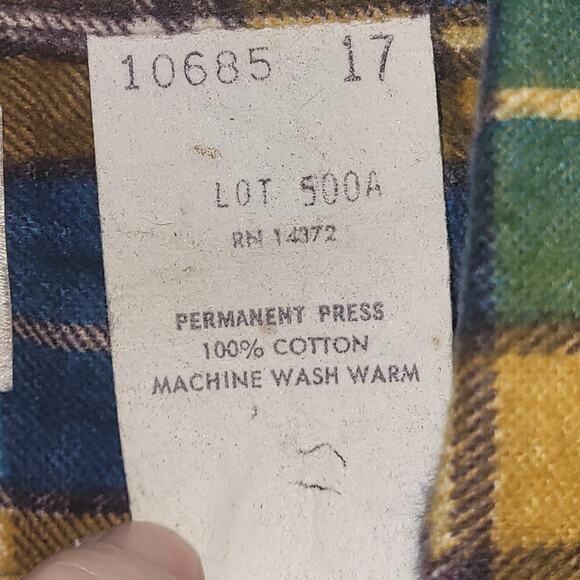 10685 17
LOT 500A
RN 14372
PERMANENT PRESS
100% COTTON
MACHINE WASH WARM